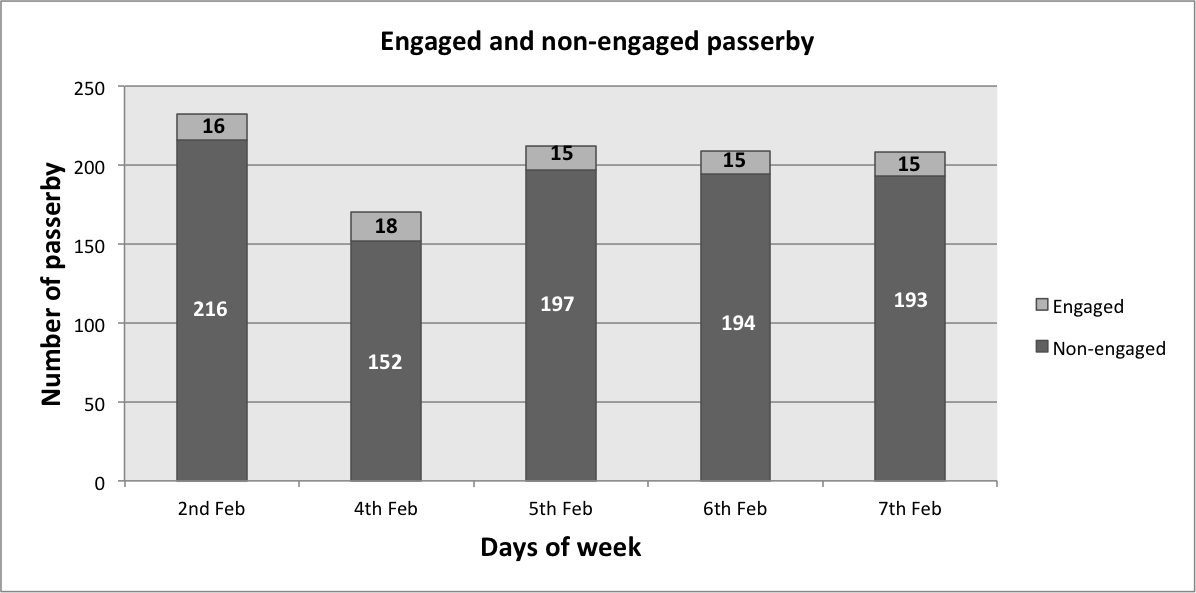 Engaged and non-engaged passerby
Number of passerby
250
200
150
100
50
0
16
18
15
15
15
216
152
197
194
193
2nd Feb
4th Feb
5th Feb
6th Feb
7th Feb
Days of week
Engaged
Non-engaged